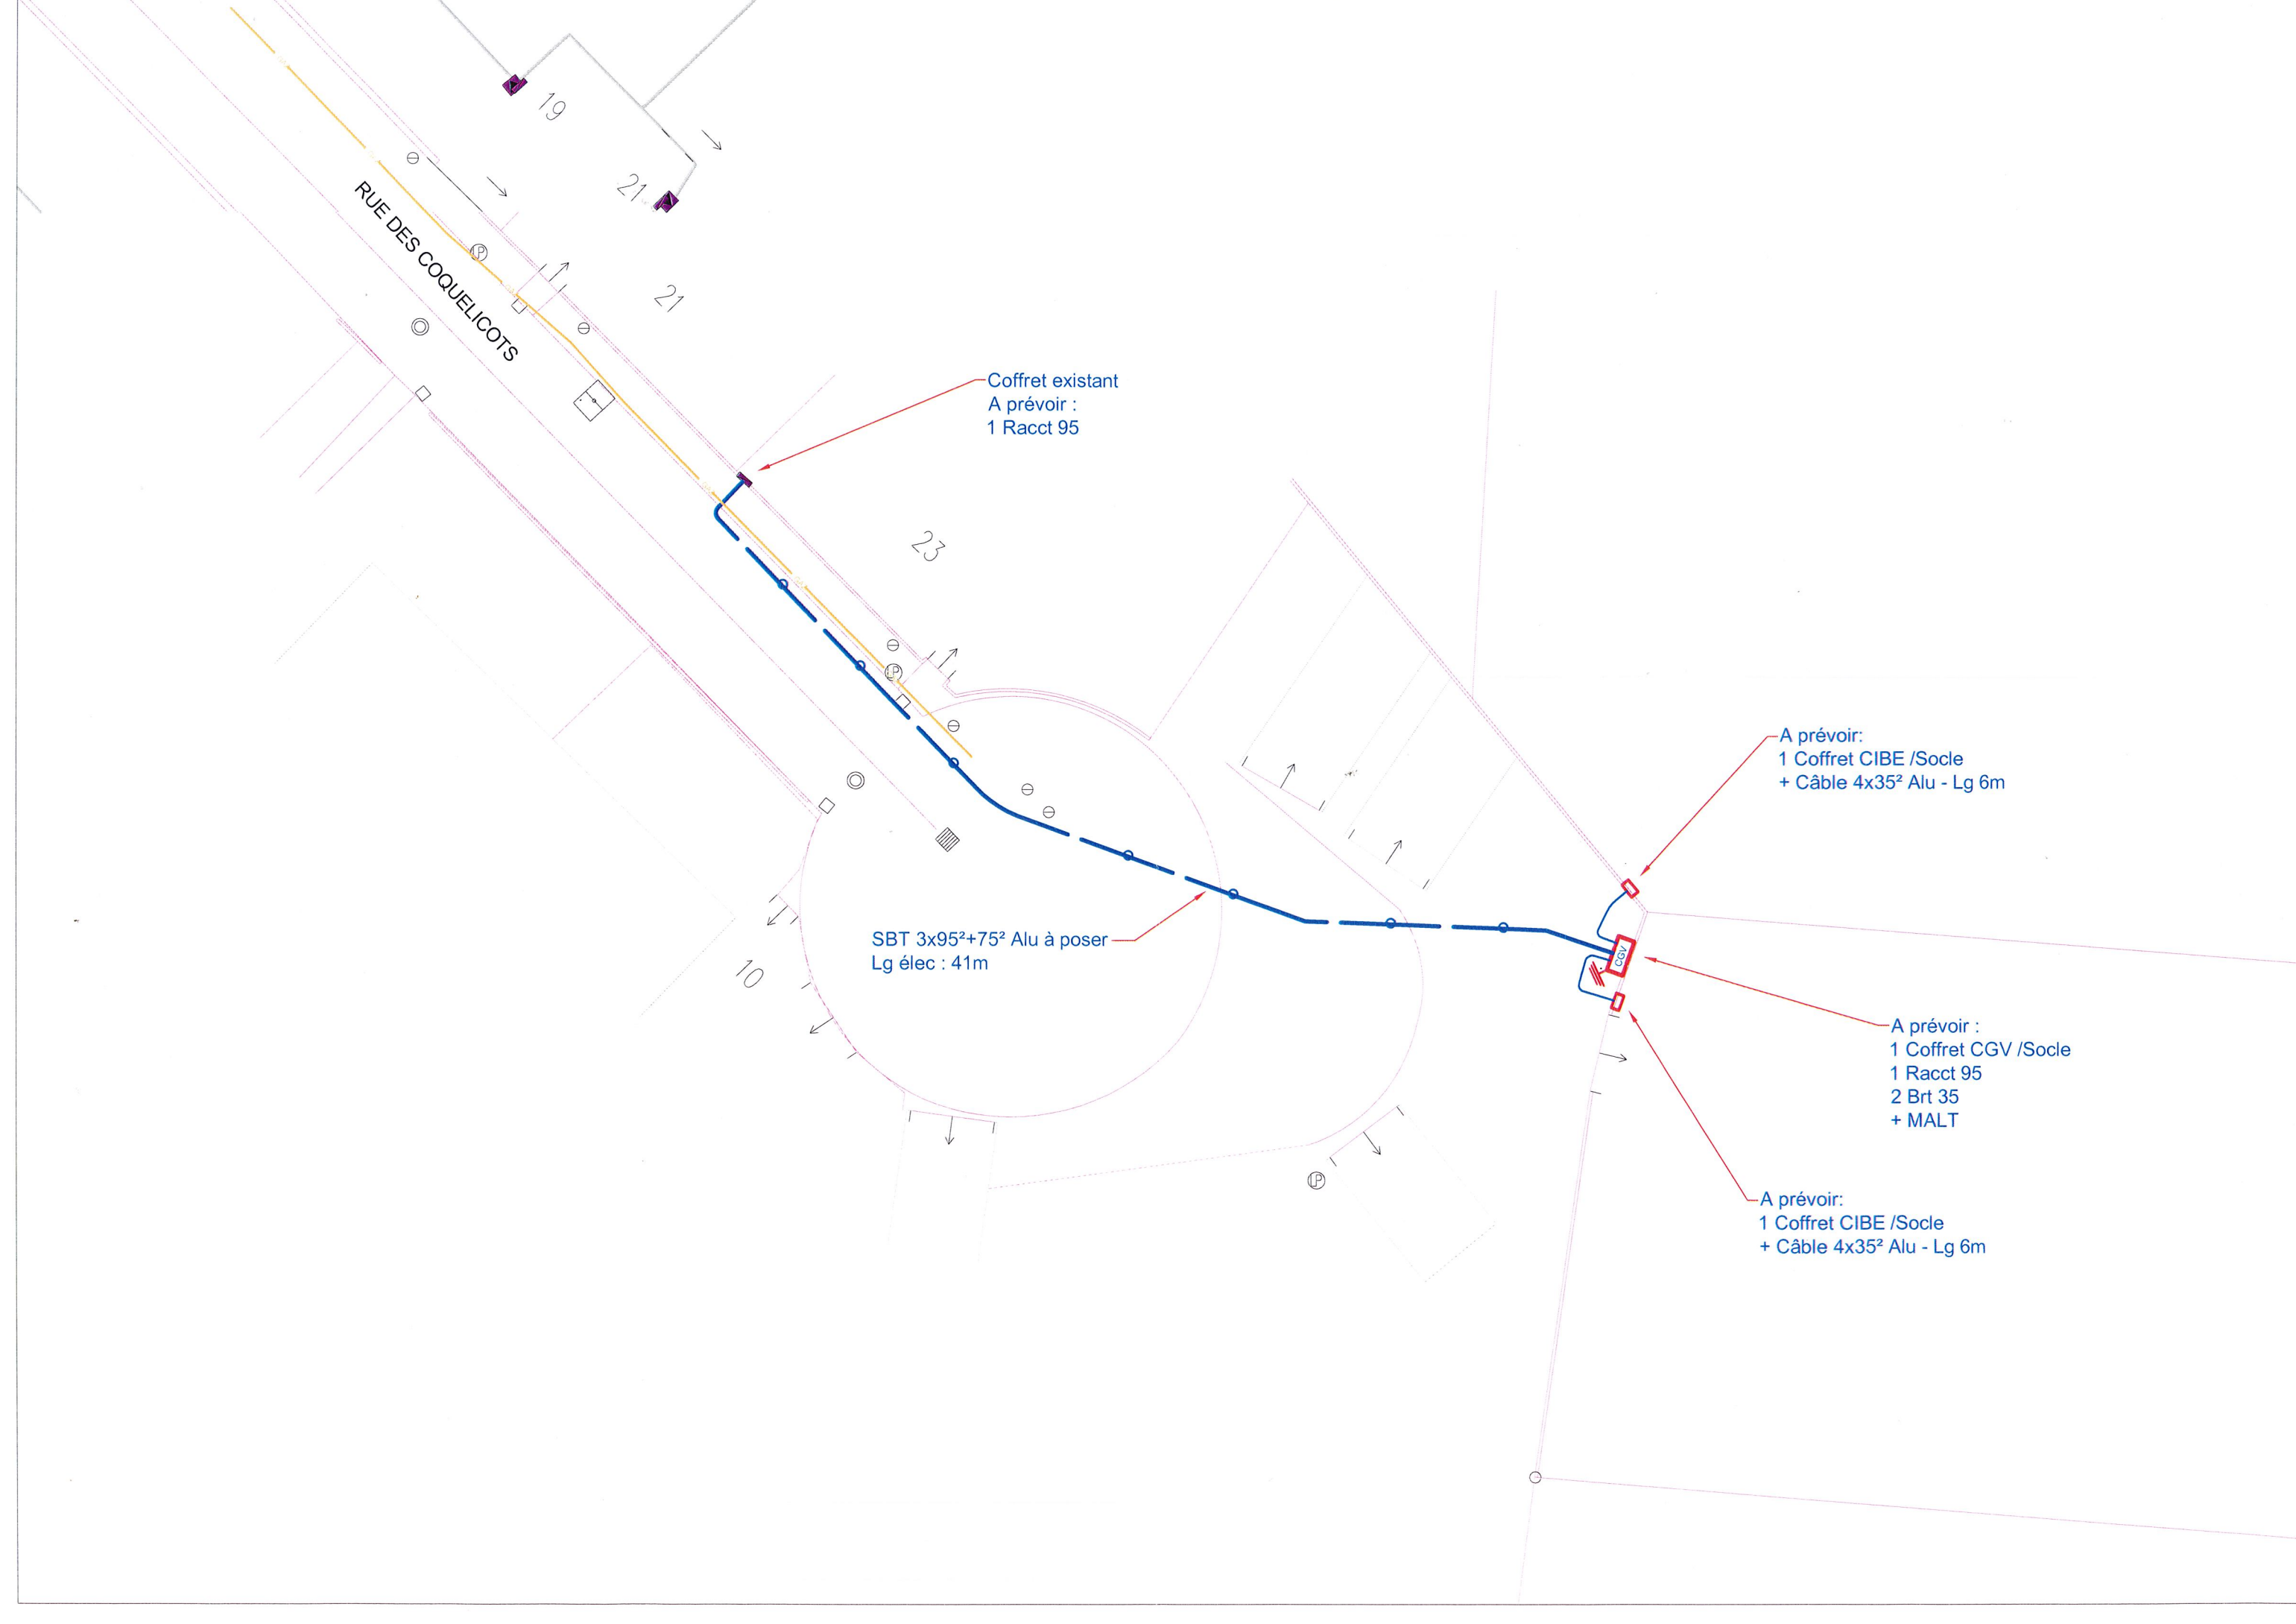 19
21
RUE DES COQUELICOTS
21
Coffret existant
A prévoir :
1 Racct 95
23
A prévoir:
1 Coffret CIBE /Socle
+ Câble 4x35² Alu - Lg 6m
SBT 3x95²+75² Alu à poser
Lg élec : 41m
10
CGV
A prévoir :
1 Coffret CGV /Socle
1 Racct 95
2 Brt 35
+ MALT
A prévoir:
1 Coffret CIBE /Socle
+ Câble 4x35² Alu - Lg 6m